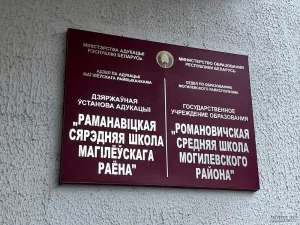 МІНІСТЭРСТВА АДУКАЦЫІ
РЭСПУБЛІКІ БЕЛАРУСЬ
АДДЗЕЛ ПА АДУКАЦЫІ
МАГІЛЁЎСКАГА РАЙВЫКАНКАМА
ДЗЯРЖАЎНАЯ
ЎСТАНОВА АДУКАЦЫІ
"РАМАНАВІЦКАЯ
СЯРЭДНЯЯ ШКОЛА
МАГІЛЁЎСКАГА
РАЁНА"
МИНИСТЕРСТВО ОБРАЗОВАНИЯ
РЕСПУБЛИКИ БЕЛАРУСЬ
ОТДЕЛ ПО ОБРАЗОВАНИЮ
МОГИЛЕВСКОГО РАЙИСПОЛКОМА
ГОСУДАРСТВЕННОЕ
УЧРЕЖДЕНИЕ ОБРАЗОВАНИЯ
"РОМАНОВИЧСКАЯ
СРЕДНЯЯ ШКОЛА
МОГИЛЕВСКОГО
РАЙОНА"